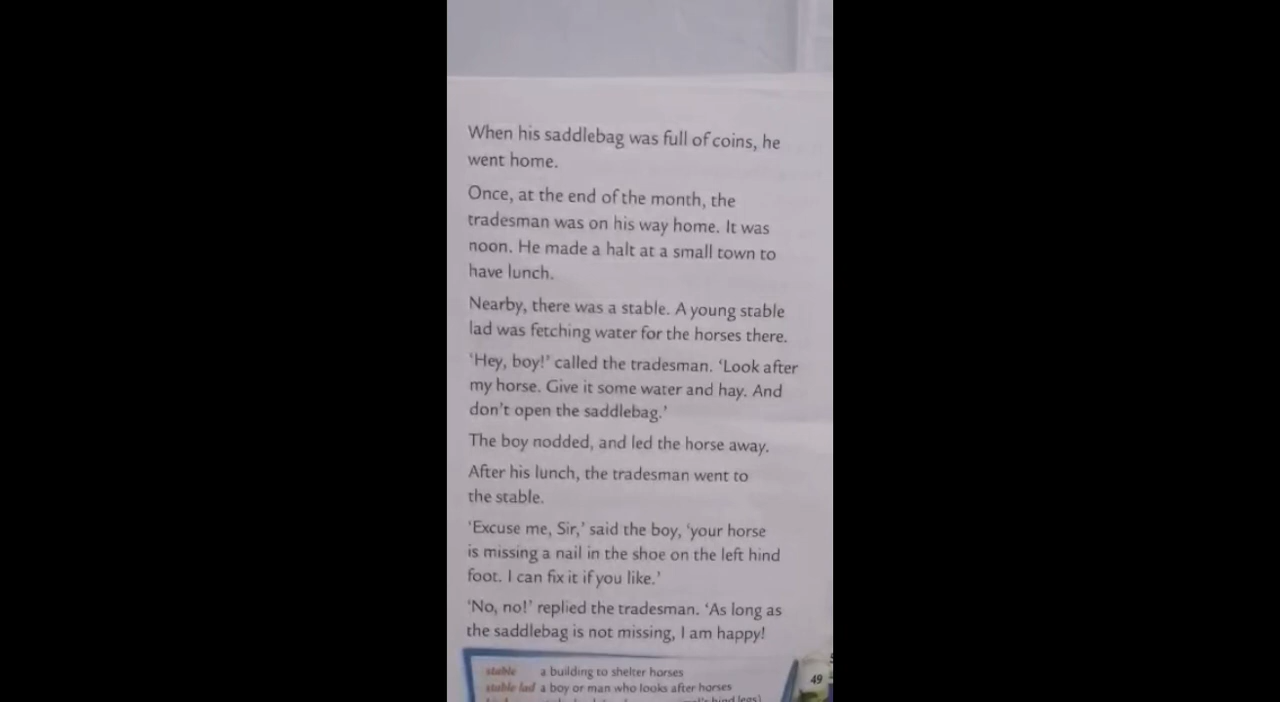 When his saddlebag was full of coins, he
went home.
Once, at the end of the month, the
tradesman was on his way home. It was
noon. He made a halt at a small town to
have lunch.
Nearby, there was a stable. A young stable
lad was fetching water for the horses there.
‘Hey, boy!’ called the tradesman. ‘Look after
my horse. Give it some water and hay. And
don’t open the saddlebag.’
The boy nodded, and led the horse away.
After his lunch, the tradesman went to
the stable.
‘Excuse me, Sir,’ said the boy, ‘your horse
is missing a nail in the shoe on the left hind
foot. I can fix it if you like.’
‘No, no!’ replied the tradesman. ‘As long as
the saddlebag is not missing, I am happy!
stable a building to shelter horses
stable lad a boy or man who looks after horses
hind legs)
49